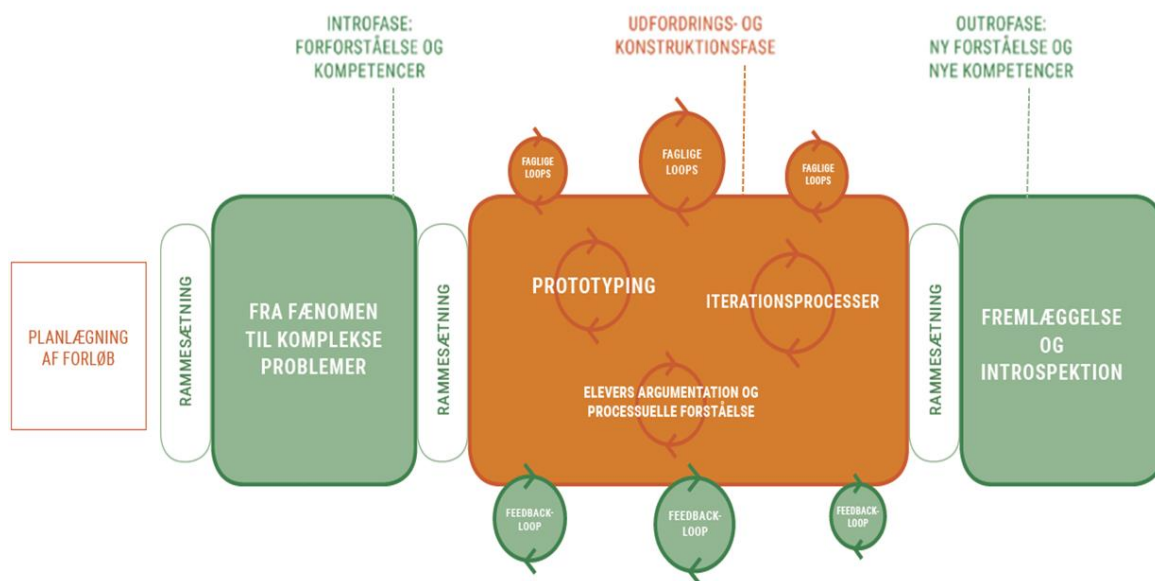 INTROFASE:
FORFORSTÅELSE OG
KOMPETENCER
UDFORDRINGS- OG
KONSTRUKTIONSFASE
OUTROFASE:
NY FORSTÅELSE OG
NYE KOMPETENCER
FAGLIGE
LOOPS
FAGLIGE
LOOPS
FAGLIGE
LOOPS
PLANLÆGNING
AF FORLØB
RAMMESÆTNING
FRA FÆNOMEN
TIL KOMPLEKSE
PROBLEMER
RAMMESÆTNING
PROTOTYPING
ITERATIONSPROCESSER
ELEVERS ARGUMENTATION OG
PROCESSUELLE FORSTÅELSE
RAMMESÆTNING
FREMLÆGGELSE
OG
INTROSPEKTION
FEEDBACK-
LOOP
FEEDBACK-
LOOP
FEEDBACK-
LOOP